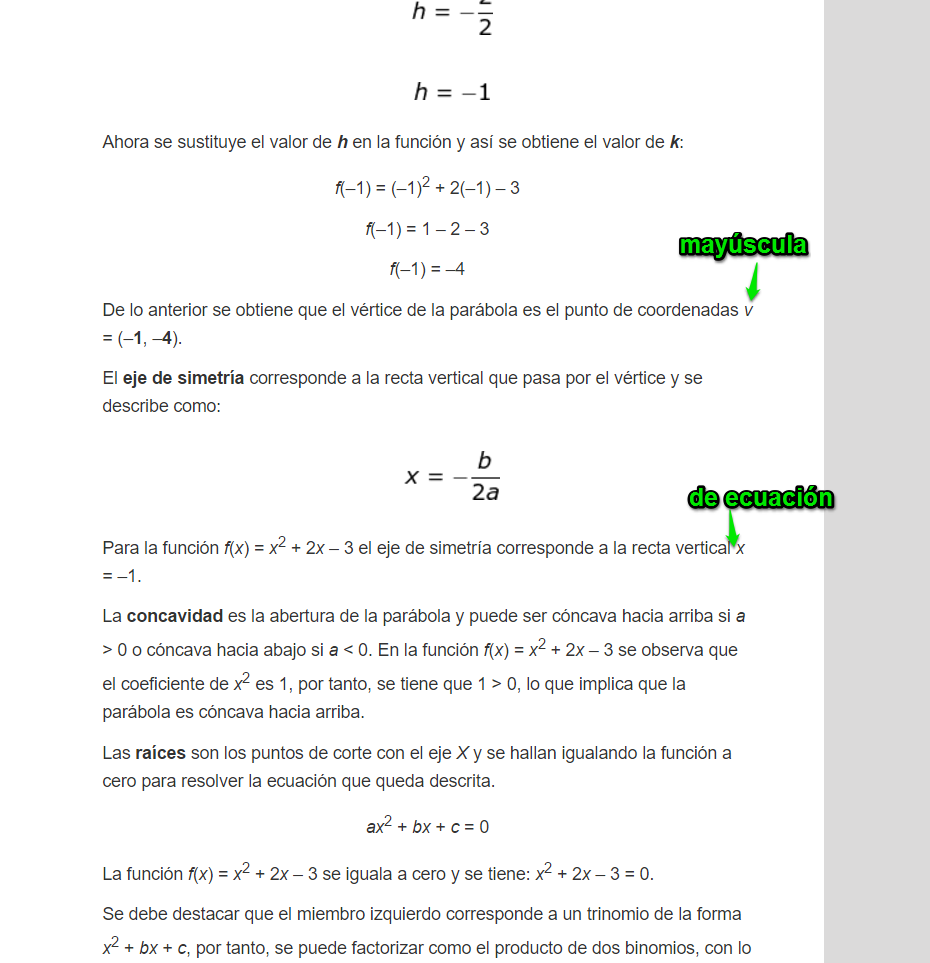 h = −2/2
h = −1
Ahora se sustituye el valor de h en la función y así se obtiene el valor de k:
f(–1) = (–1)² + 2(–1) – 3
f(–1) = 1 – 2 – 3
mayúscula
f(–1) = –4
De lo anterior se obtiene que el vértice de la parábola es el punto de coordenadas v
= (–1, –4).
El eje de simetría corresponde a la recta vertical que pasa por el vértice y se
describe como:
x = −b/2a
de ecuación
Para la función f(x) = x² + 2x – 3 el eje de simetría corresponde a la recta vertical x
= –1.
La concavidad es la abertura de la parábola y puede ser cóncava hacia arriba si a
> 0 o cóncava hacia abajo si a < 0. En la función f(x) = x² + 2x – 3 se observa que
el coeficiente de x² es 1, por tanto, se tiene que 1 > 0, lo que implica que la
parábola es cóncava hacia arriba.
Las raíces son los puntos de corte con el eje X y se hallan igualando la función a
cero para resolver la ecuación que queda descrita.
ax² + bx + c = 0
La función f(x) = x² + 2x – 3 se iguala a cero y se tiene: x² + 2x – 3 = 0.
Se debe destacar que el miembro izquierdo corresponde a un trinomio de la forma
x² + bx + c, por tanto, se puede factorizar como el producto de dos binomios, con lo